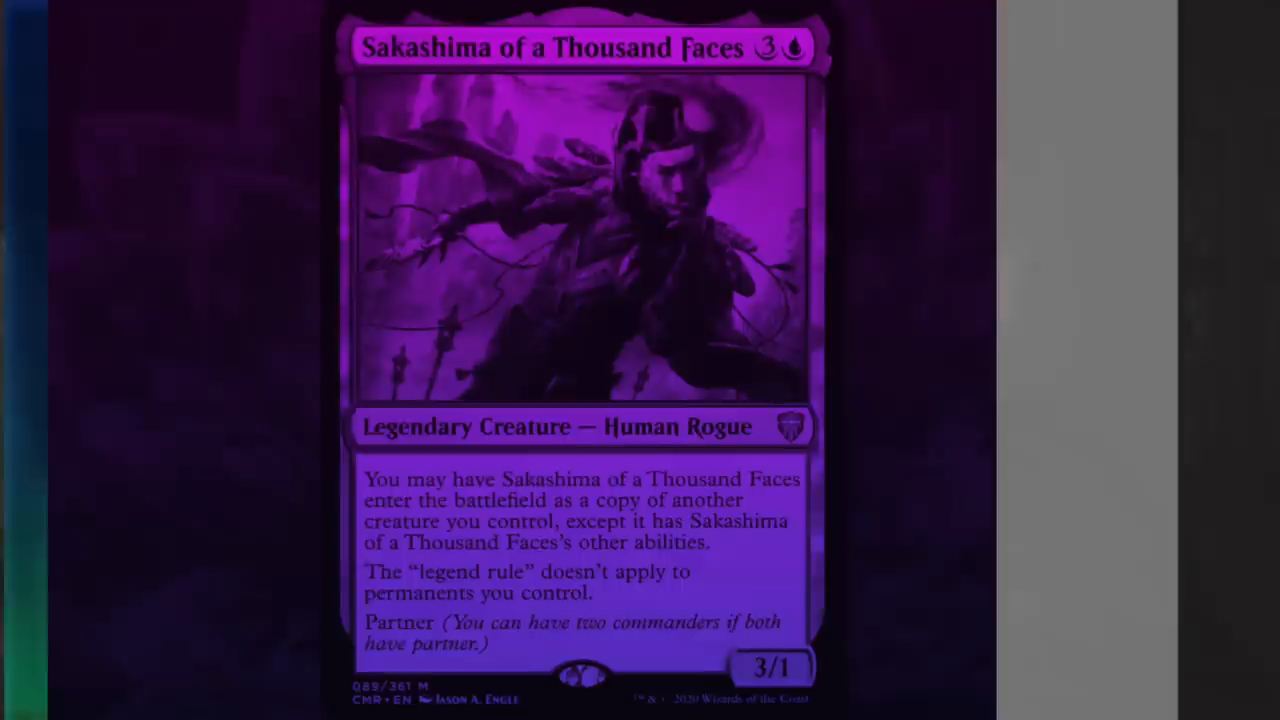 Sakashima of a Thousand Faces 3
Legendary Creature — Human Rogue
You may have Sakashima of a Thousand Faces
enter the battlefield as a copy of another
creature you control, except it has Sakashima
of a Thousand Faces's other abilities.
The “legend rule” doesn't apply to
permanents you control.
Partner (You can have two commanders if both
have partner.)
3/1
089/361 M
CMR • EN Jason A. Engle
™ & © 2020 Wizards of the Coast